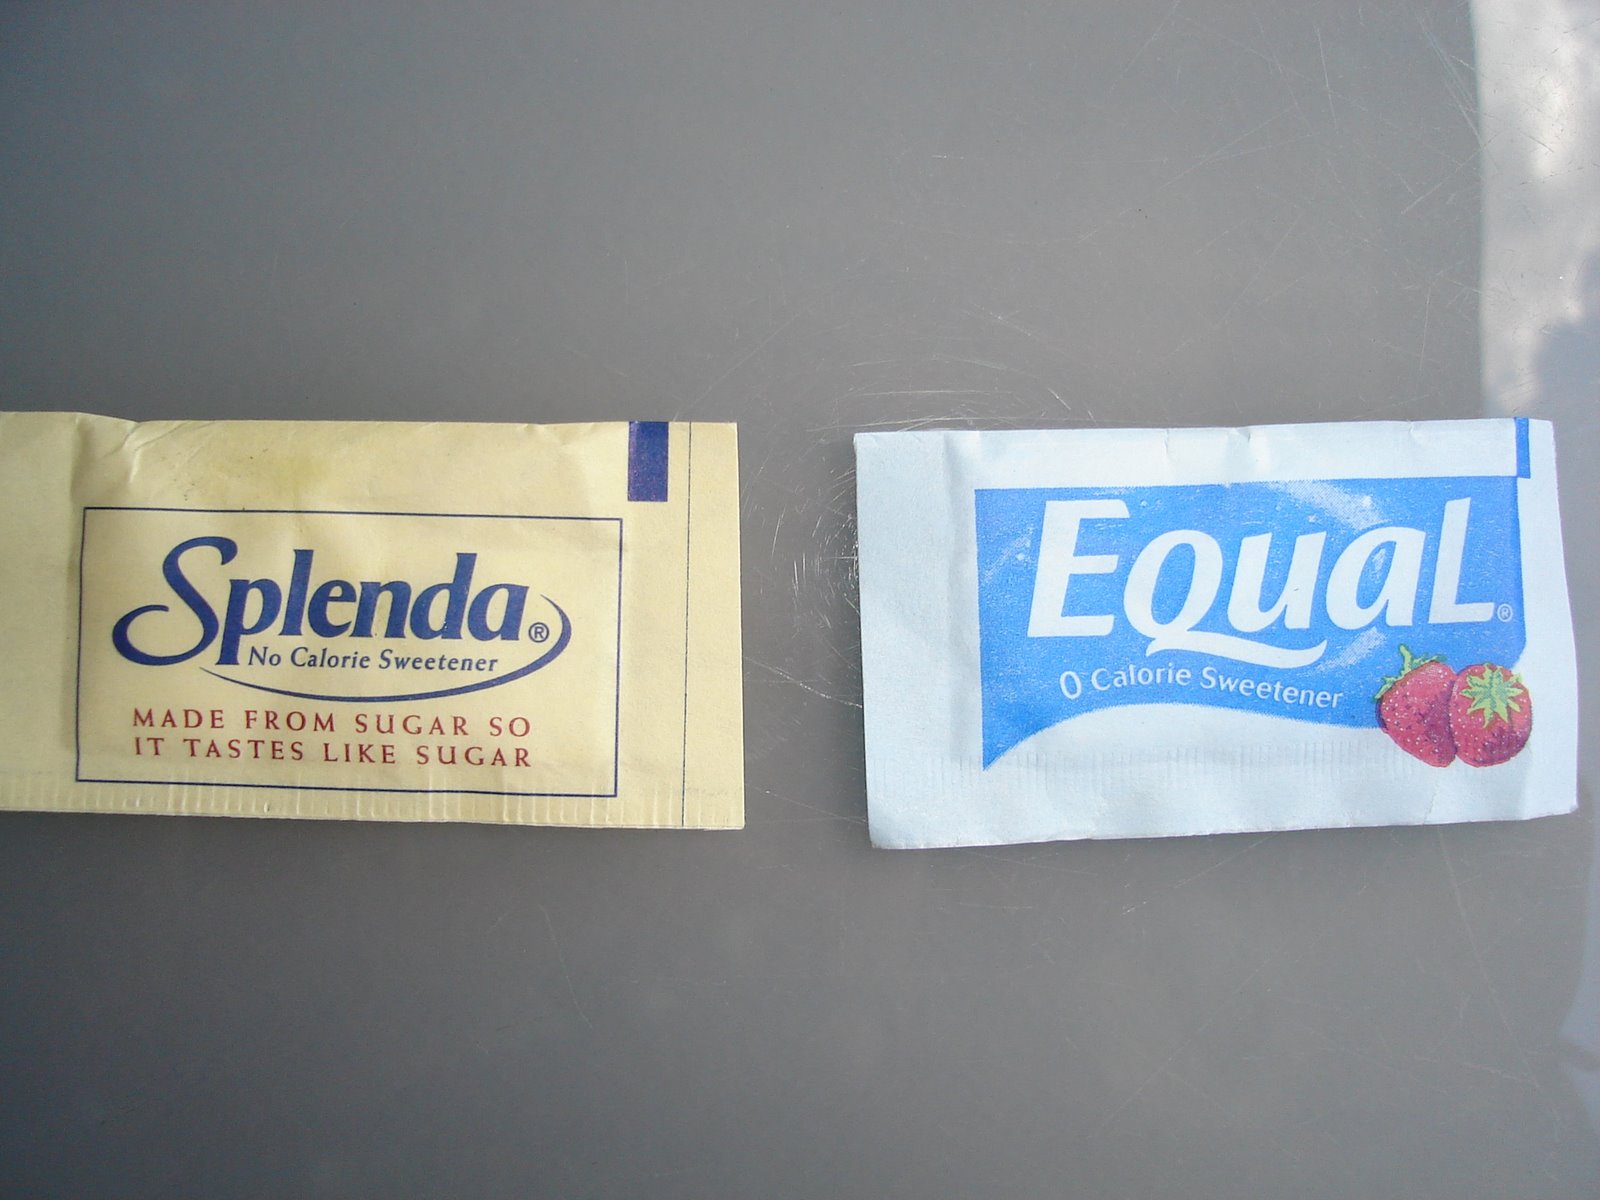 Splenda®
No Calorie Sweetener
MADE FROM SUGAR SO
IT TASTES LIKE SUGAR
Equal®
0 Calorie Sweetener